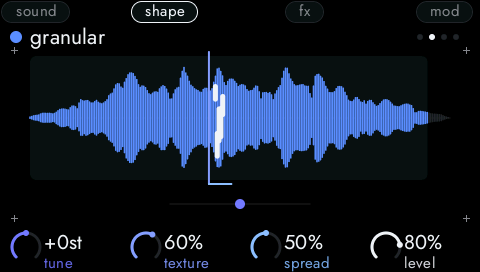 sound shape fx mod
granular
+0st 60% 50% 80%
tune texture spread level